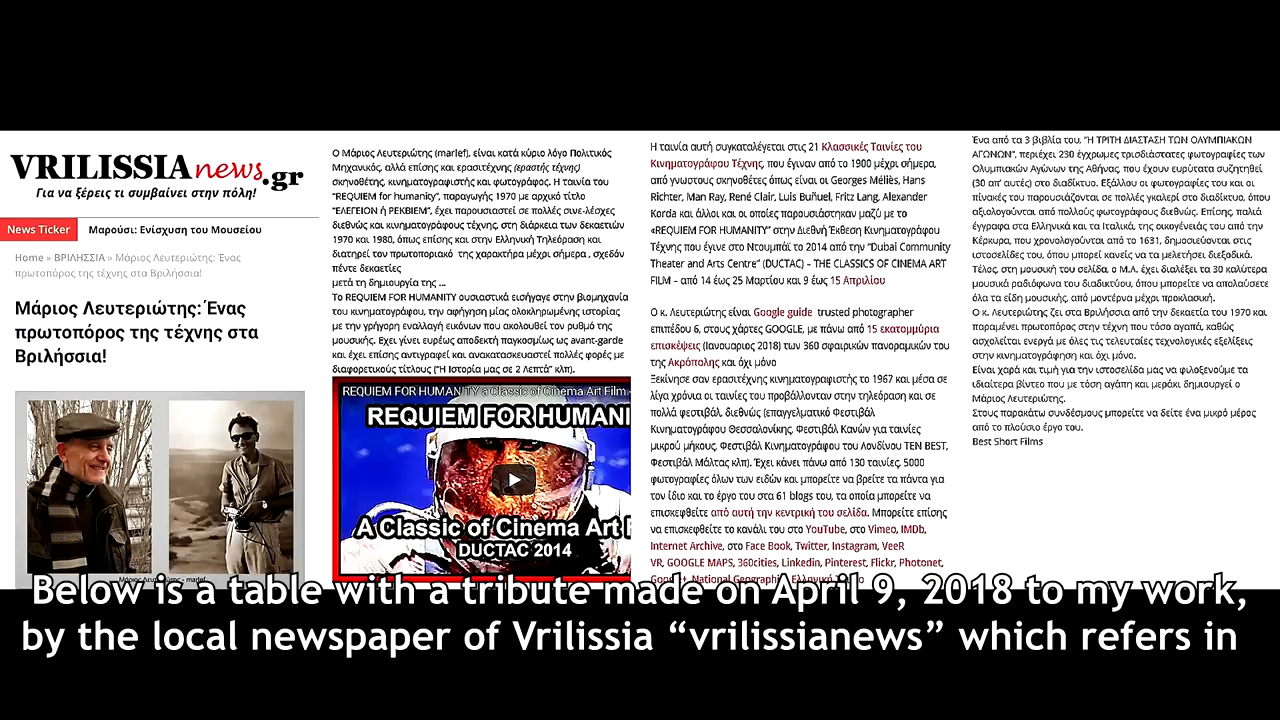 VRILISSIA news.gr
Για να ξέρεις τι συμβαίνει στην πόλη!
News Ticker
Μαρούσι: Ενίσχυση του Μουσείου
Home » ΒΡΙΛΗΣΣΙΑ » Μάριος Λευτεριώτης: Ένας
πρωτοπόρος της τέχνης στα Βριλήσσια!
Μάριος Λευτεριώτης: Ένας
πρωτοπόρος της τέχνης στα
Βριλήσσια!
Ο Μάριος Λευτεριώτης (marlef), είναι κατά κύριο λόγο Πολιτικός
Μηχανικός, αλλά επίσης και ερασιτέχνης (εραστής τέχνης)
σκηνοθέτης, κινηματογραφιστής και φωτογράφος. Η ταινία του
"REQUIEM for humanity", παραγωγής 1970 με αρχικό τίτλο
"ΕΛΕΓΕΙΟΝ ή ΡΕΚΒΙΕΜ", έχει παρουσιαστεί σε πολλές σινε-λέσχες
διεθνώς και κινηματογράφους τέχνης, στη διάρκεια των δεκαετιών
1970 και 1980, όπως επίσης και στην Ελληνική Τηλεόραση και
διατηρεί τον πρωτοποριακό της χαρακτήρα μέχρι σήμερα , σχεδόν
πέντε δεκαετίες
μετά τη δημιουργία της ...
Το REQUIEM FOR HUMANITY ουσιαστικά εισήγαγε στην βιομηχανία
του κινηματογράφου, την αφήγηση μίας ολοκληρωμένης ιστορίας
με την γρήγορη εναλλαγή εικόνων που ακολουθεί τον ρυθμό της
μουσικής. Έχει γίνει ευρέως αποδεκτή παγκοσμίως ως avant-garde
και έχει επίσης αντιγραφεί και ανακατασκευαστεί πολλές φορές με
διαφορετικούς τίτλους ("Η Ιστορία μας σε 2 Λεπτά" κλπ).
REQUIEM FOR HUMANITY a Classic of Cinema Art Film
REQUIEM FOR HUMANI
A Classic of Cinema Art F
DUCTAC 2014
Η ταινία αυτή συγκαταλέγεται στις 21 Κλασσικές Ταινίες του
Κινηματογράφου Τέχνης, που έγιναν από το 1900 μέχρι σήμερα,
από γνωστούς σκηνοθέτες όπως είναι οι Georges Méliès, Hans
Richter, Man Ray, René Clair, Luis Buñuel, Fritz Lang, Alexander
Korda και άλλοι και οι οποίες παρουσιάστηκαν μαζύ με το
«REQUIEM FOR HUMANITY" στην Διεθνή Έκθεση Κινηματογράφου
Τέχνης που έγινε στο Ντουμπάϊ το 2014 από την "Dubai Community
Theater and Arts Centre" (DUCTAC) – THE CLASSICS OF CINEMA ART
FILM – από 14 έως 25 Μαρτίου και 9 έως 15 Απριλίου
Ο κ. Λευτεριώτης είναι Google guide trusted photographer
επιπέδου 6, στους χάρτες GOOGLE, με πάνω από 15 εκατομμύρια
επισκέψεις (Ιανουαριος 2018) των 360 σφαιρικών πανοραμικών του
της Ακρόπολης και όχι μόνο
Ξεκίνησε σαν ερασιτέχνης κινηματογραφιστής το 1967 και μέσα σε
λίγα χρόνια οι ταινίες του προβάλλονταν στην τηλεόραση και σε
πολλά φεστιβάλ, διεθνώς (επαγγελματικό Φεστιβάλ
Κινηματογράφου Θεσσαλονίκης, Φεστιβάλ Κανών για ταινίες
μικρού μήκους, Φεστιβάλ Κινηματογράφου του Λονδίνου TEN BEST,
Φεστιβάλ Μάλτας κλπ). Έχει κάνει πάνω από 130 ταινίες, 5000
φωτογραφίες όλων των ειδών και μπορείτε να βρείτε τα πάντα για
τον ίδιο και το έργο του στα 61 blogs του, τα οποία μπορείτε να
επισκεφθείτε από αυτή την κεντρική του σελίδα. Μπορείτε επίσης
να επισκεφθείτε το κανάλι του στο YouTube, στο Vimeo, IMDb,
Internet Archive, στο Face Book, Twitter, Instagram, VeeR
VR, GOOGLE MAPS, 360cities, Linkedin, Pinterest, Flickr, Photonet,
Ένα από τα 3 βιβλία του, "Η ΤΡΙΤΗ ΔΙΑΣΤΑΣΗ ΤΩΝ ΟΛΥΜΠΙΑΚΩΝ
ΑΓΩΝΩΝ", περιέχει 230 έγχρωμες τρισδιάστατες φωτογραφίες των
Ολυμπιακών Αγώνων της Αθήνας, που έχουν ευρύτατα συζητηθεί
(30 απ' αυτές) στο διαδίκτυο. Εξάλλου οι φωτογραφίες του και οι
πίνακές του παρουσιάζονται σε πολλές γκαλερί στο διαδίκτυο, όπου
αξιολογούνται από πολλούς φωτογράφους διεθνώς. Επίσης, παλιά
έγγραφα στα Ελληνικά και τα Ιταλικά, της οικογένειάς του από την
Κέρκυρα, που χρονολογούνται από το 1631, δημοσιεύονται στις
ιστοσελίδες του, όπου μπορεί κανείς να τα μελετήσει διεξοδικά.
Τέλος, στη μουσική του σελίδα, ο Μ.Λ. έχει διαλέξει τα 30 καλύτερα
μουσικά ραδιόφωνα του διαδικτύου, όπου μπορείτε να απολαύσετε
όλα τα είδη μουσικής, από μοντέρνα μέχρι προκλασική.
Ο κ. Λευτεριώτης ζει στα Βριλήσσια από την δεκαετία του 1970 και
παραμένει πρωτοπόρος στην τέχνη που τόσο αγαπά, καθώς
ασχολείται ενεργά με όλες τις τελευταίες τεχνολογικές εξελίξεις
στην κινηματογράφηση και όχι μόνο.
Είναι χαρά και τιμή για την ιστοσελίδα μας να φιλοξενούμε τα
ιδιαίτερα βίντεο που με τόση αγάπη και μεράκι δημιουργεί ο
Μάριος Λευτεριώτης.
Στους παρακάτω συνδέσμους μπορείτε να δείτε ένα μικρό μέρος
από το πλούσιο έργο του.
Best Short Films
Below is a table with a tribute made on April 9, 2018 to my work,
by the local newspaper of Vrilissia “vrilissianews” which refers in